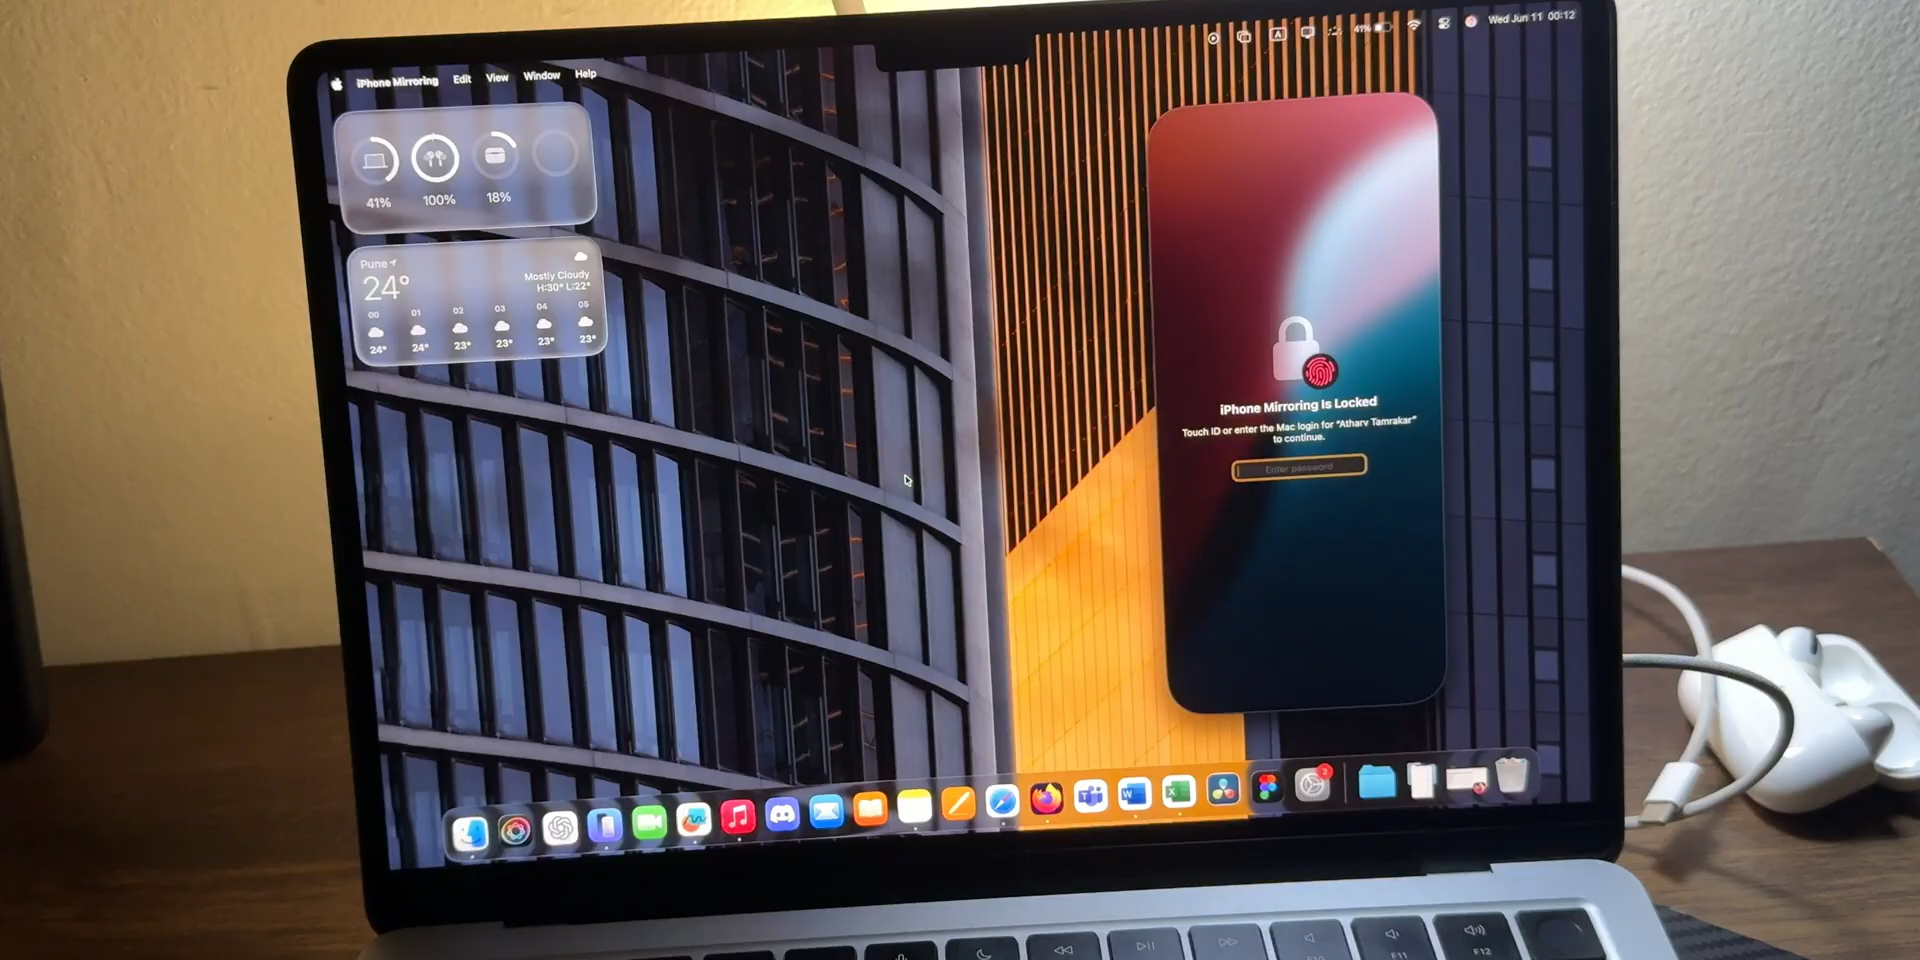 iPhone Mirroring Edit View Window Help
41% Wed Jun 11 00:12
41% 100% 18%
Pune
24°
Mostly Cloudy
H:30° L:22°
00 01 02 03 04 05
24° 24° 23° 23° 23° 23°
iPhone Mirroring Is Locked
Touch ID or enter the Mac login for “Atharv Tamrakar”
to continue.
Enter password
2
F11 F12